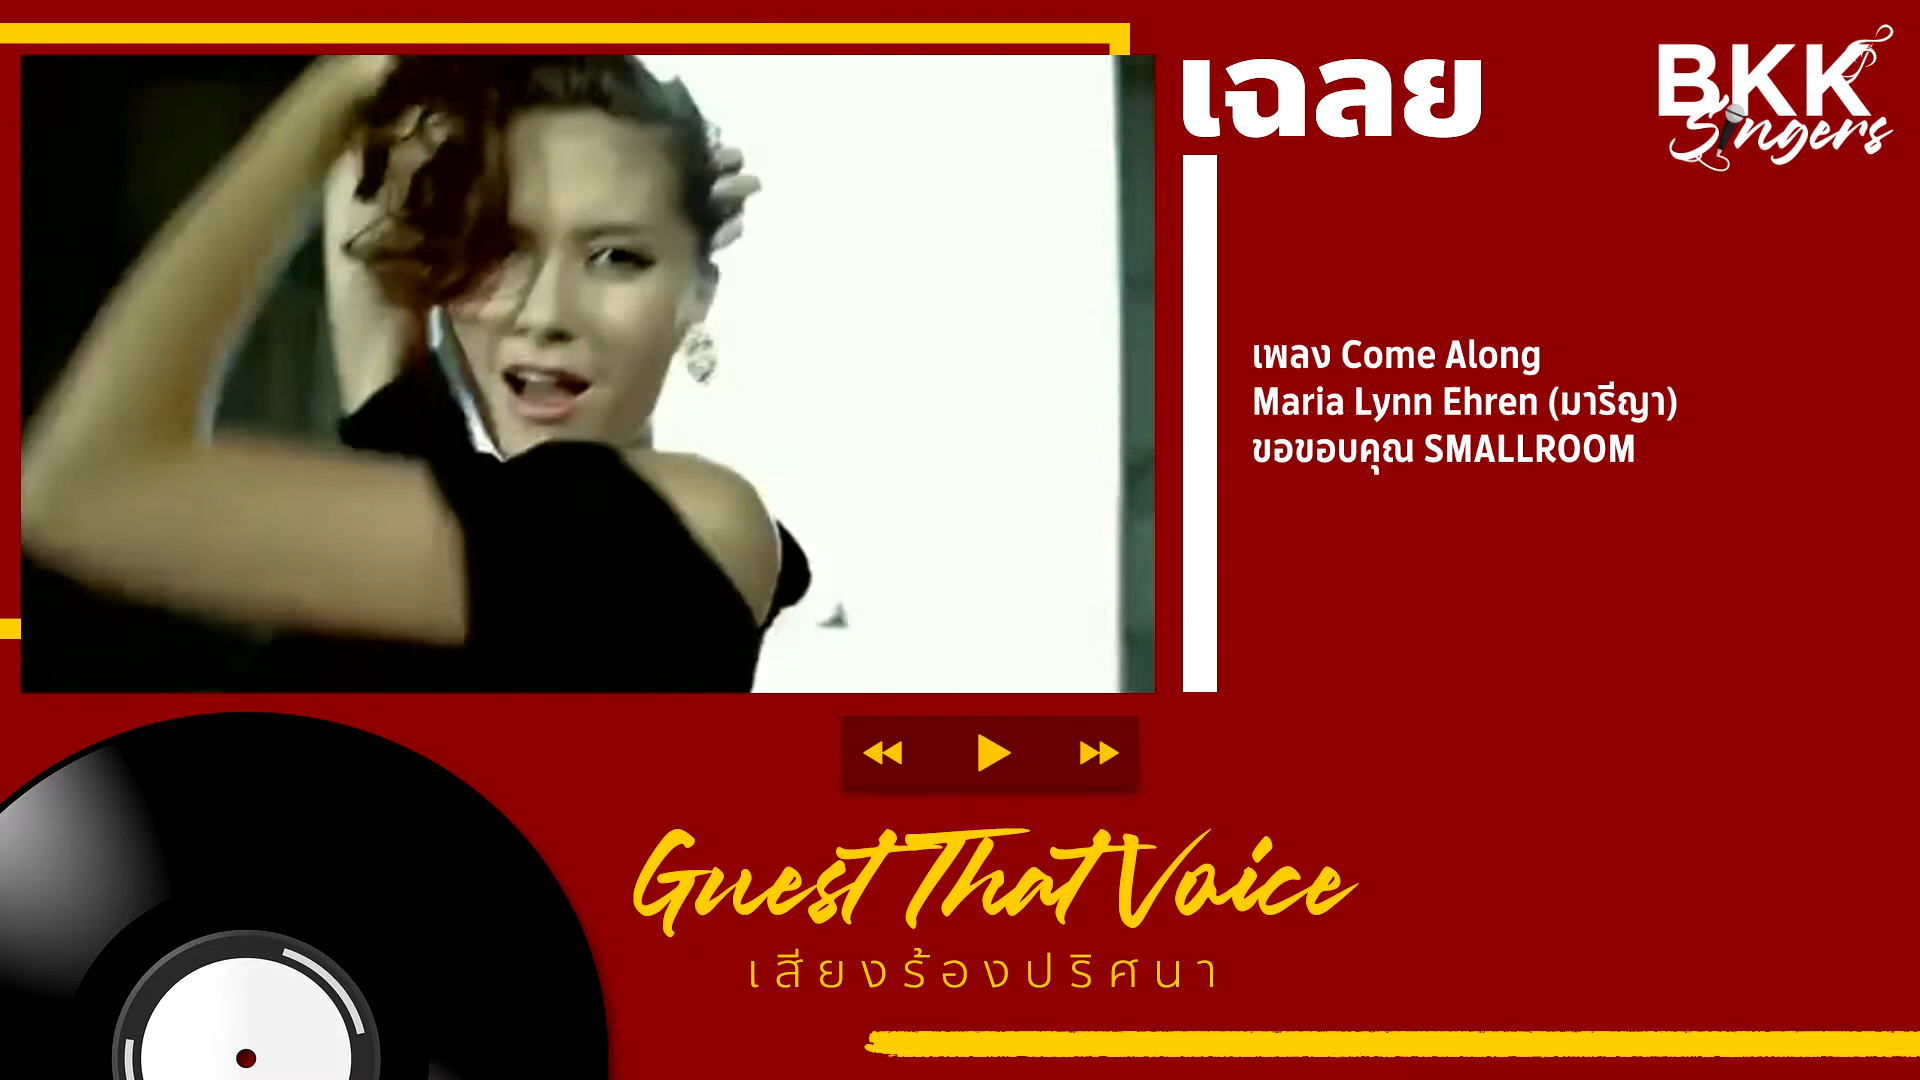 เฉลย
BKK
Singers
เพลง Come Along
Maria Lynn Ehren (มารีญา)
ขอขอบคุณ SMALLROOM
Guest That Voice
เสียงร้องปริศนา